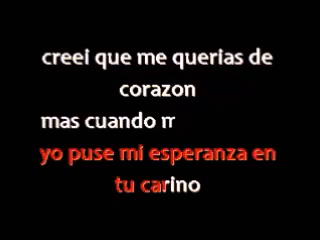 creei que me querias de
corazon
mas cuando
yo puse mi esperanza en
tu carino